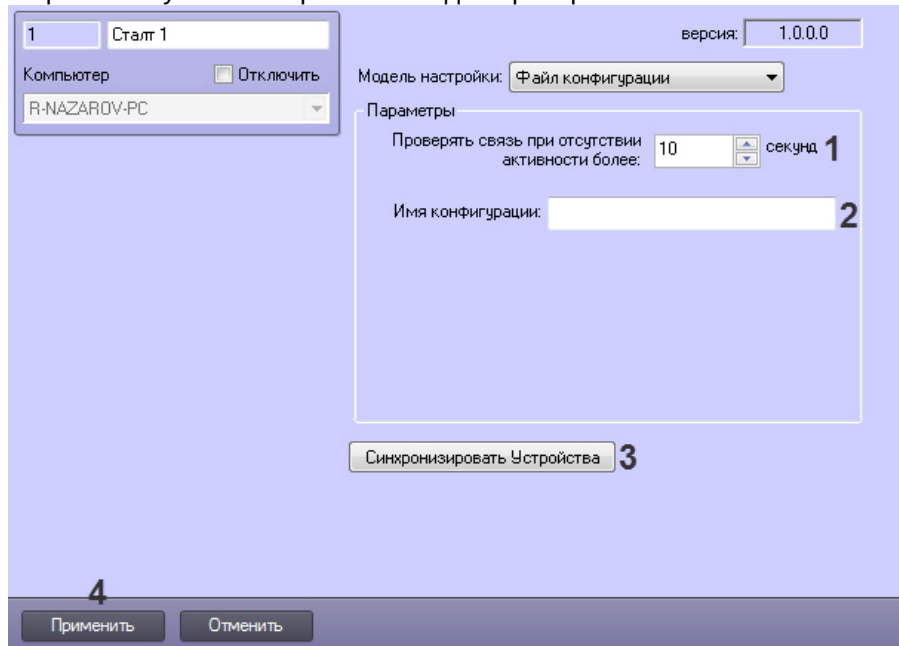 1 Сталт 1 версия: 1.0.0.0
Компьютер Отключить Модель настройки: Файл конфигурации
R-NAZAROV-PC
Параметры
Проверять связь при отсутствии
активности более: 10 секунд 1
Имя конфигурации: 2
Синхронизировать Устройства 3
4
Применить Отменить